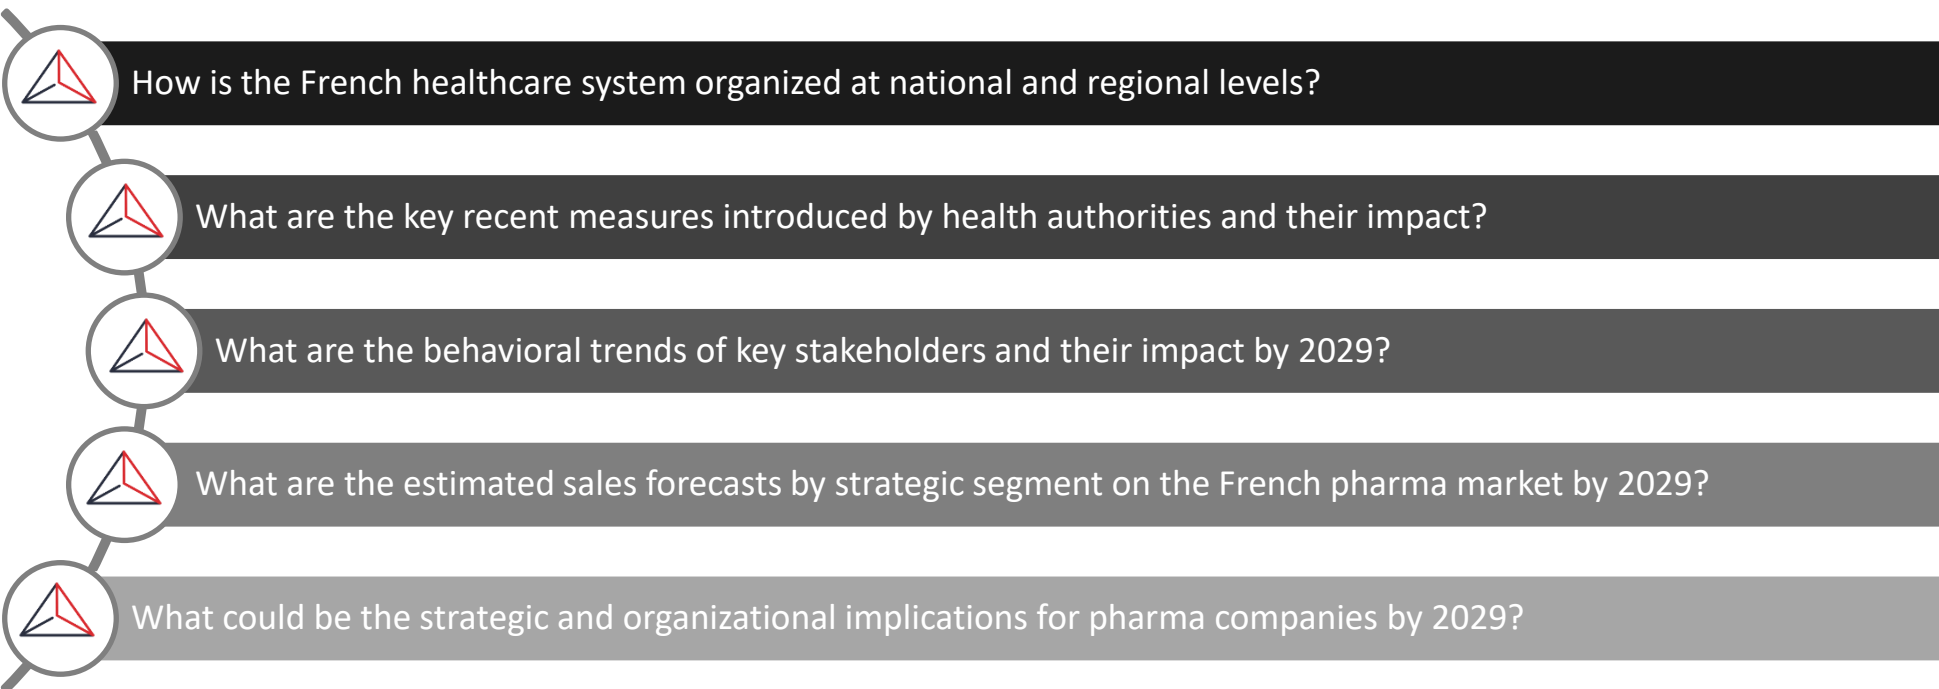 How is the French healthcare system organized at national and regional levels?
What are the key recent measures introduced by health authorities and their impact?
What are the behavioral trends of key stakeholders and their impact by 2029?
What are the estimated sales forecasts by strategic segment on the French pharma market by 2029?
What could be the strategic and organizational implications for pharma companies by 2029?